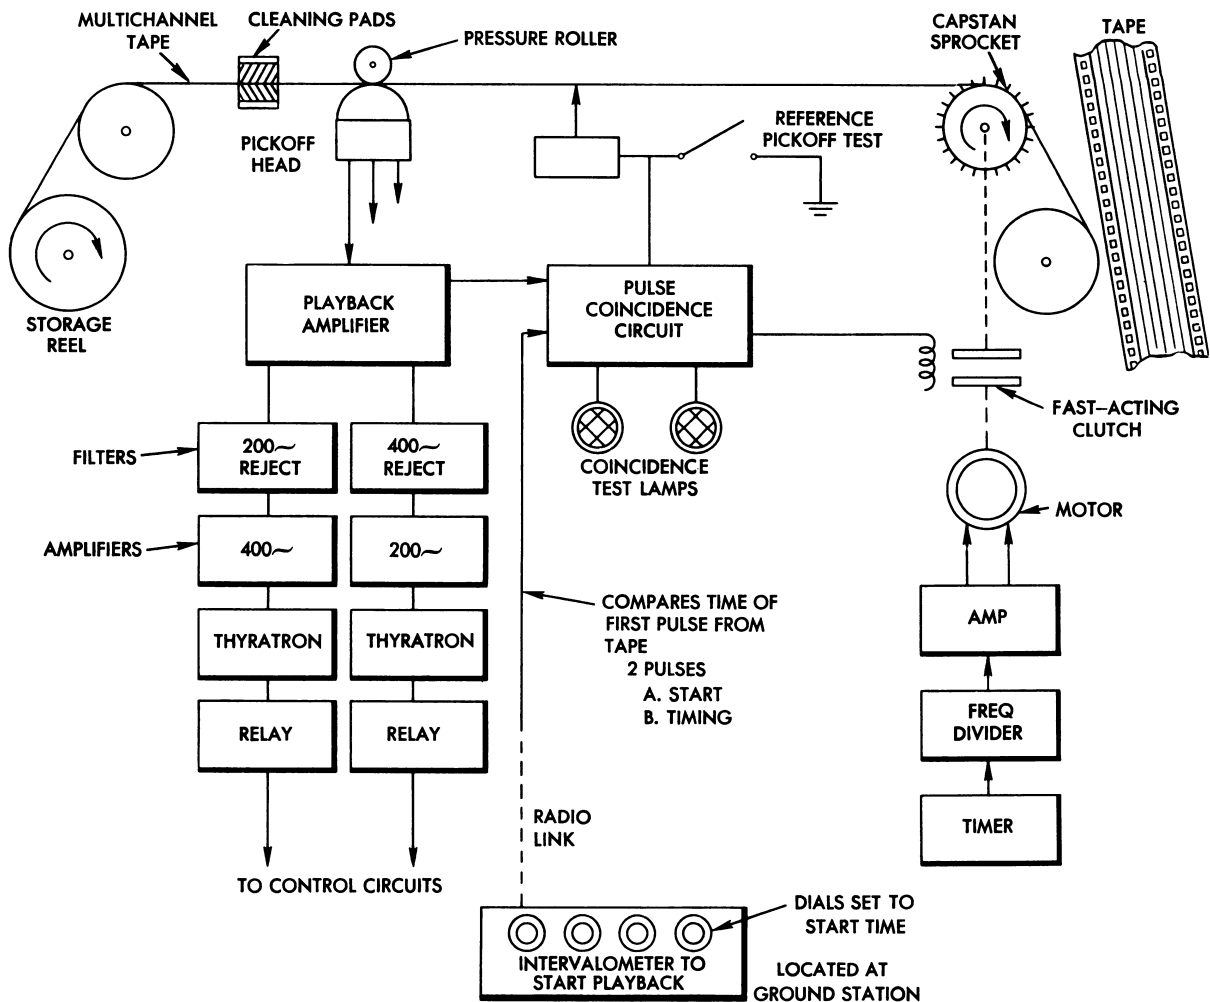 MULTICHANNEL
TAPE
CLEANING PADS
PRESSURE ROLLER
CAPSTAN
SPROCKET
TAPE
PICKOFF
HEAD
REFERENCE
PICKOFF TEST
STORAGE
REEL
PLAYBACK
AMPLIFIER
PULSE
COINCIDENCE
CIRCUIT
FAST–ACTING
CLUTCH
FILTERS
200~
REJECT
400~
REJECT
COINCIDENCE
TEST LAMPS
MOTOR
AMPLIFIERS
400~
200~
THYRATRON
THYRATRON
COMPARES TIME OF
FIRST PULSE FROM
TAPE
2 PULSES
A. START
B. TIMING
AMP
RELAY
RELAY
FREQ
DIVIDER
RADIO
LINK
TIMER
TO CONTROL CIRCUITS
DIALS SET TO
START TIME
INTERVALOMETER TO
START PLAYBACK
LOCATED AT
GROUND STATION